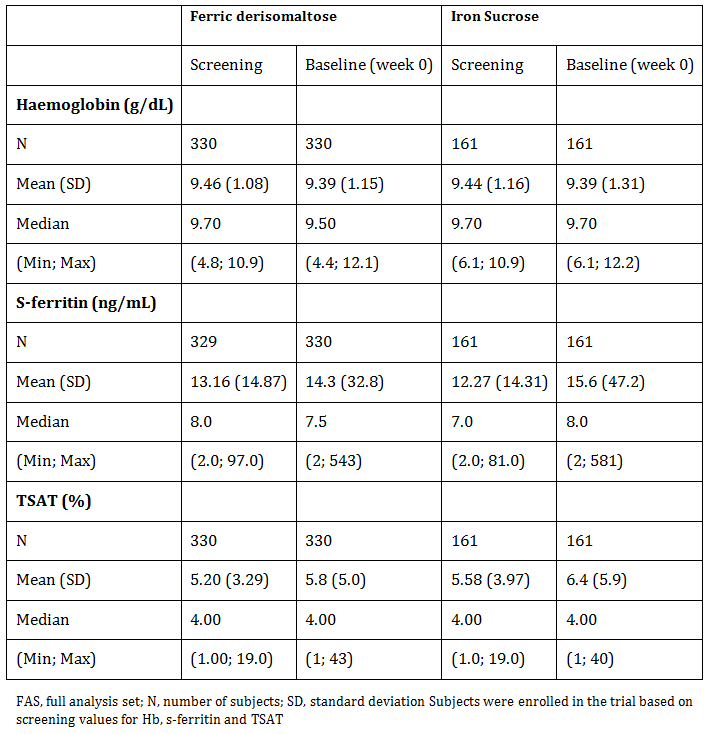 Ferric derisomaltose Iron Sucrose
Screening Baseline (week 0) Screening Baseline (week 0)
Haemoglobin (g/dL)
N 330 330 161 161
Mean (SD) 9.46 (1.08) 9.39 (1.15) 9.44 (1.16) 9.39 (1.31)
Median 9.70 9.50 9.70 9.70
(Min; Max) (4.8; 10.9) (4.4; 12.1) (6.1; 10.9) (6.1; 12.2)
S-ferritin (ng/mL)
N 329 330 161 161
Mean (SD) 13.16 (14.87) 14.3 (32.8) 12.27 (14.31) 15.6 (47.2)
Median 8.0 7.5 7.0 8.0
(Min; Max) (2.0; 97.0) (2; 543) (2.0; 81.0) (2; 581)
TSAT (%)
N 330 330 161 161
Mean (SD) 5.20 (3.29) 5.8 (5.0) 5.58 (3.97) 6.4 (5.9)
Median 4.00 4.00 4.00 4.00
(Min; Max) (1.00; 19.0) (1; 43) (1.0; 19.0) (1; 40)
FAS, full analysis set; N, number of subjects; SD, standard deviation Subjects were enrolled in the trial based on
screening values for Hb, s-ferritin and TSAT